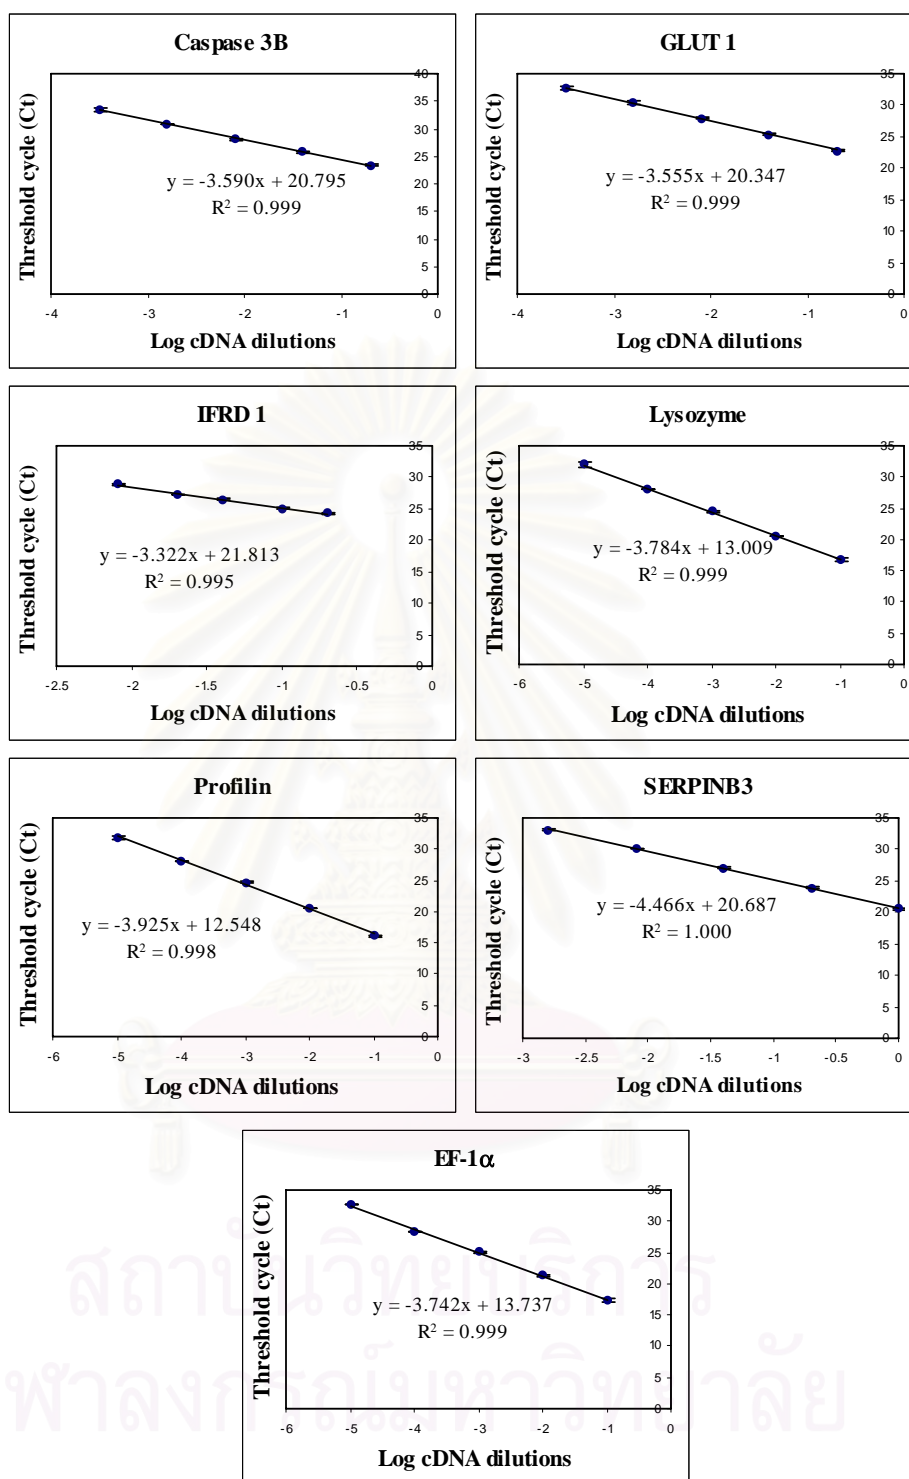 Caspase 3B
Threshold cycle (Ct)
40
35
30
25
20
15
10
5
0
y = -3.590x + 20.795
R² = 0.999
-4 -3 -2 -1 0
Log cDNA dilutions
GLUT 1
Threshold cycle (Ct)
35
30
25
20
15
10
5
0
y = -3.555x + 20.347
R² = 0.999
-4 -3 -2 -1 0
Log cDNA dilutions
IFRD 1
Threshold cycle (Ct)
35
30
25
20
15
10
5
0
y = -3.322x + 21.813
R² = 0.995
-2.5 -2 -1.5 -1 -0.5 0
Log cDNA dilutions
Lysozyme
Threshold cycle (Ct)
35
30
25
20
15
10
5
0
y = -3.784x + 13.009
R² = 0.999
-6 -5 -4 -3 -2 -1 0
Log cDNA dilutions
Profilin
Threshold cycle (Ct)
35
30
25
20
15
10
5
0
y = -3.925x + 12.548
R² = 0.998
-6 -5 -4 -3 -2 -1 0
Log cDNA dilutions
SERPINB3
Threshold cycle (Ct)
35
30
25
20
15
10
5
0
y = -4.466x + 20.687
R² = 1.000
-3 -2.5 -2 -1.5 -1 -0.5 0
Log cDNA dilutions
EF-1α
Threshold cycle (Ct)
35
30
25
20
15
10
5
0
y = -3.742x + 13.737
R² = 0.999
-6 -5 -4 -3 -2 -1 0
Log cDNA dilutions
สถาบันวิทยบริการ
จุฬาลงกรณ์มหาวิทยาลัย